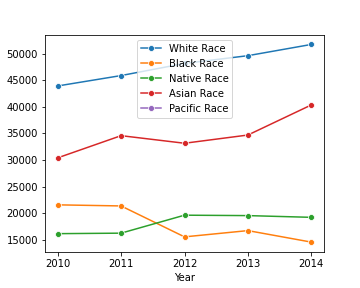 50000
45000
40000
35000
30000
25000
20000
15000
White Race
Black Race
Native Race
Asian Race
Pacific Race
2010 2011 2012 2013 2014
Year